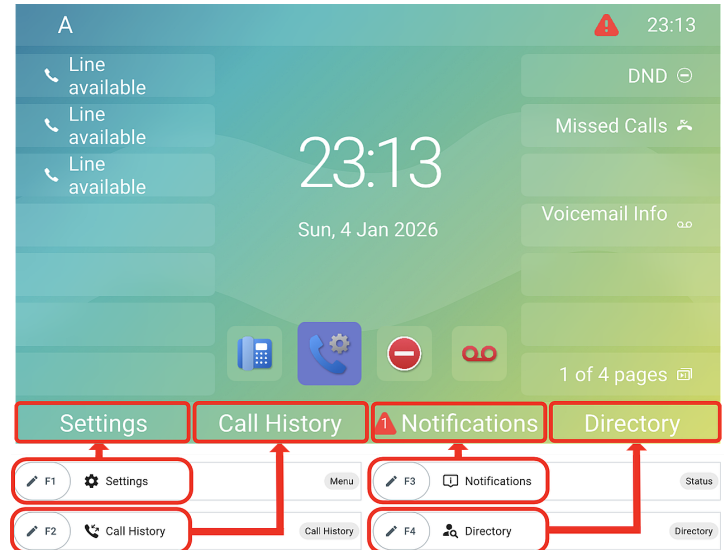 A
23:13
Line
available
DND
Line
available
Missed Calls
Line
available
23:13
Voicemail Info
Sun, 4 Jan 2026
1 of 4 pages
Settings
Call History
1 Notifications
Directory
F1 Settings Menu
F3 Notifications Status
F2 Call History Call History
F4 Directory Directory